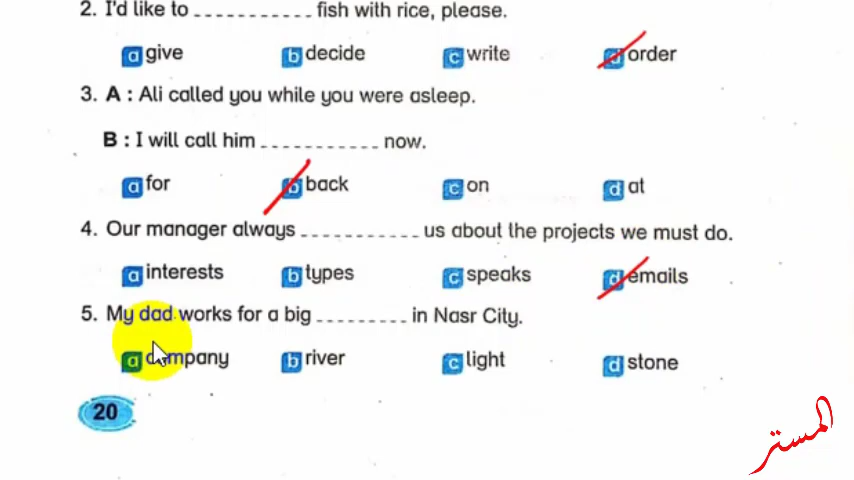 2. I'd like to ___________ fish with rice, please.
a give b decide c write d order
3. A : Ali called you while you were asleep.
B : I will call him ___________ now.
a for b back c on d at
4. Our manager always ___________ us about the projects we must do.
a interests b types c speaks d emails
5. My dad works for a big _________ in Nasr City.
a company b river c light d stone
20
المستر